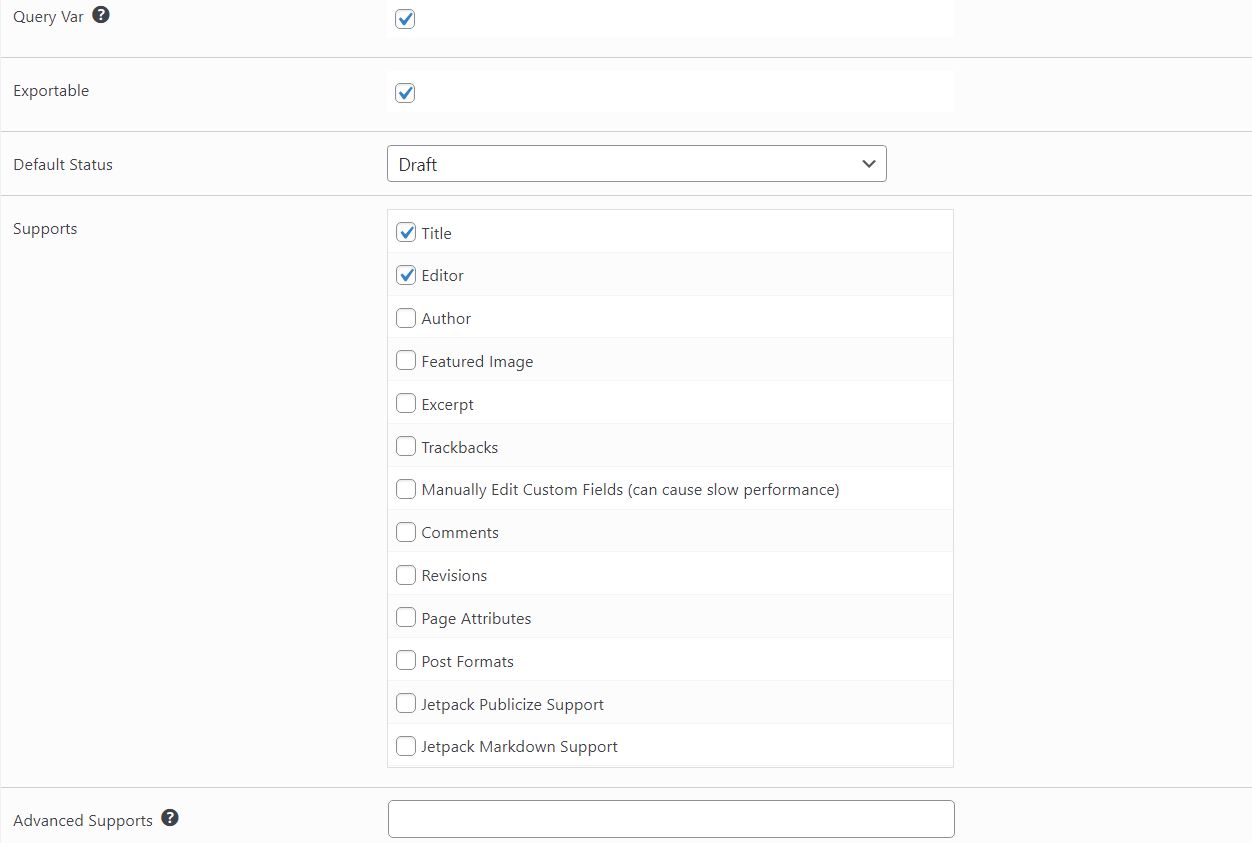 Query Var ?
Exportable
Default Status
Draft
Supports
Title
Editor
Author
Featured Image
Excerpt
Trackbacks
Manually Edit Custom Fields (can cause slow performance)
Comments
Revisions
Page Attributes
Post Formats
Jetpack Publicize Support
Jetpack Markdown Support
Advanced Supports ?